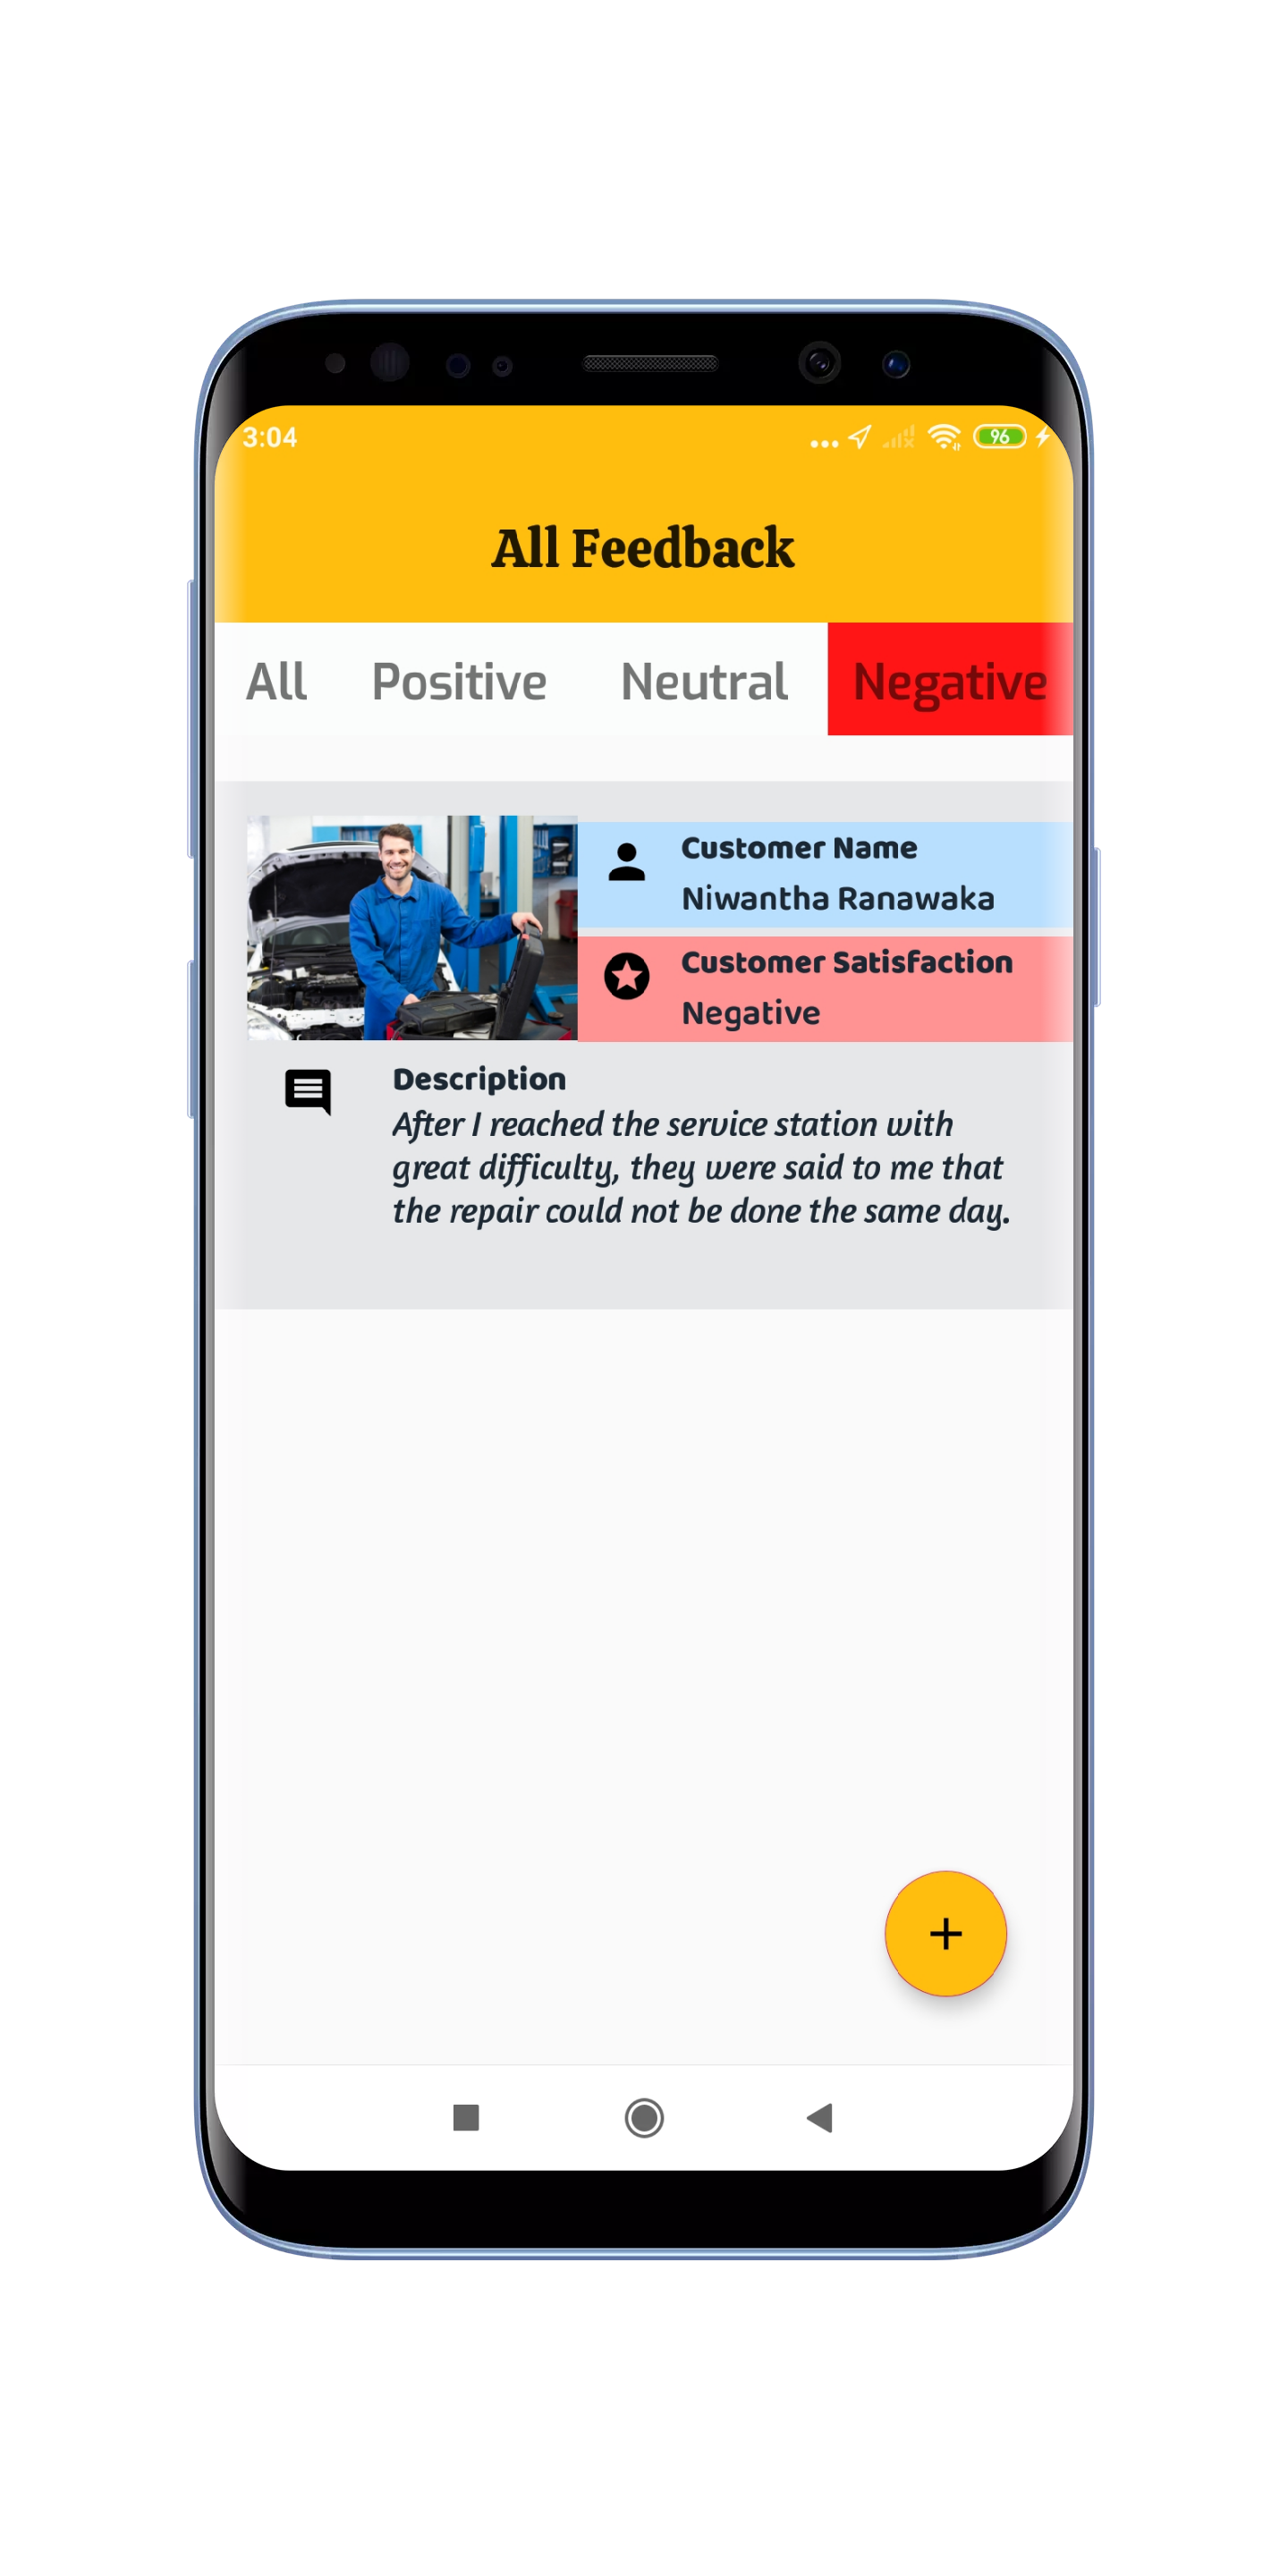 3:04
96
All Feedback
All Positive Neutral Negative
Customer Name
Niwantha Ranawaka
Customer Satisfaction
Negative
Description
After I reached the service station with
great difficulty, they were said to me that
the repair could not be done the same day.
+